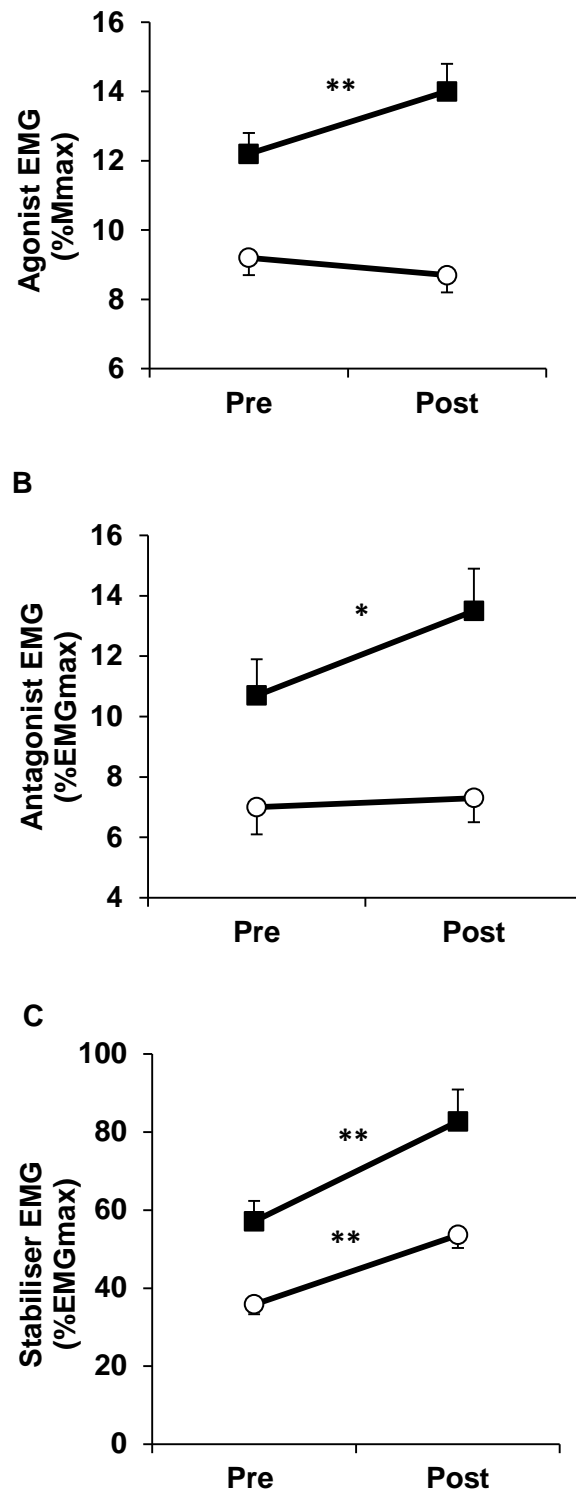 16
14
12
10
8
6
Agonist EMG
(%Mmax)
**
Pre Post
B
16
14
12
10
8
6
4
Antagonist EMG
(%EMGmax)
*
Pre Post
C
100
80
60
40
20
0
Stabiliser EMG
(%EMGmax)
**
**
Pre Post